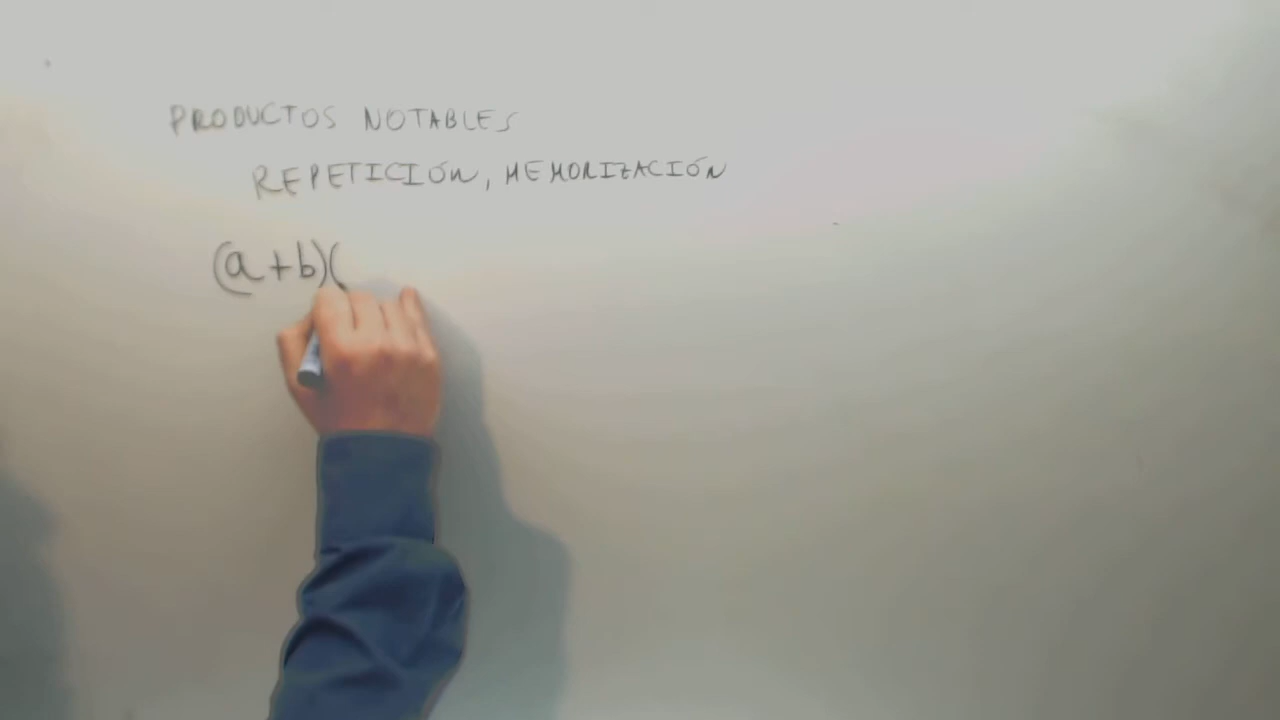 PRODUCTOS NOTABLES
REPETICIÓN, MEMORIZACIÓN
(a+b)(